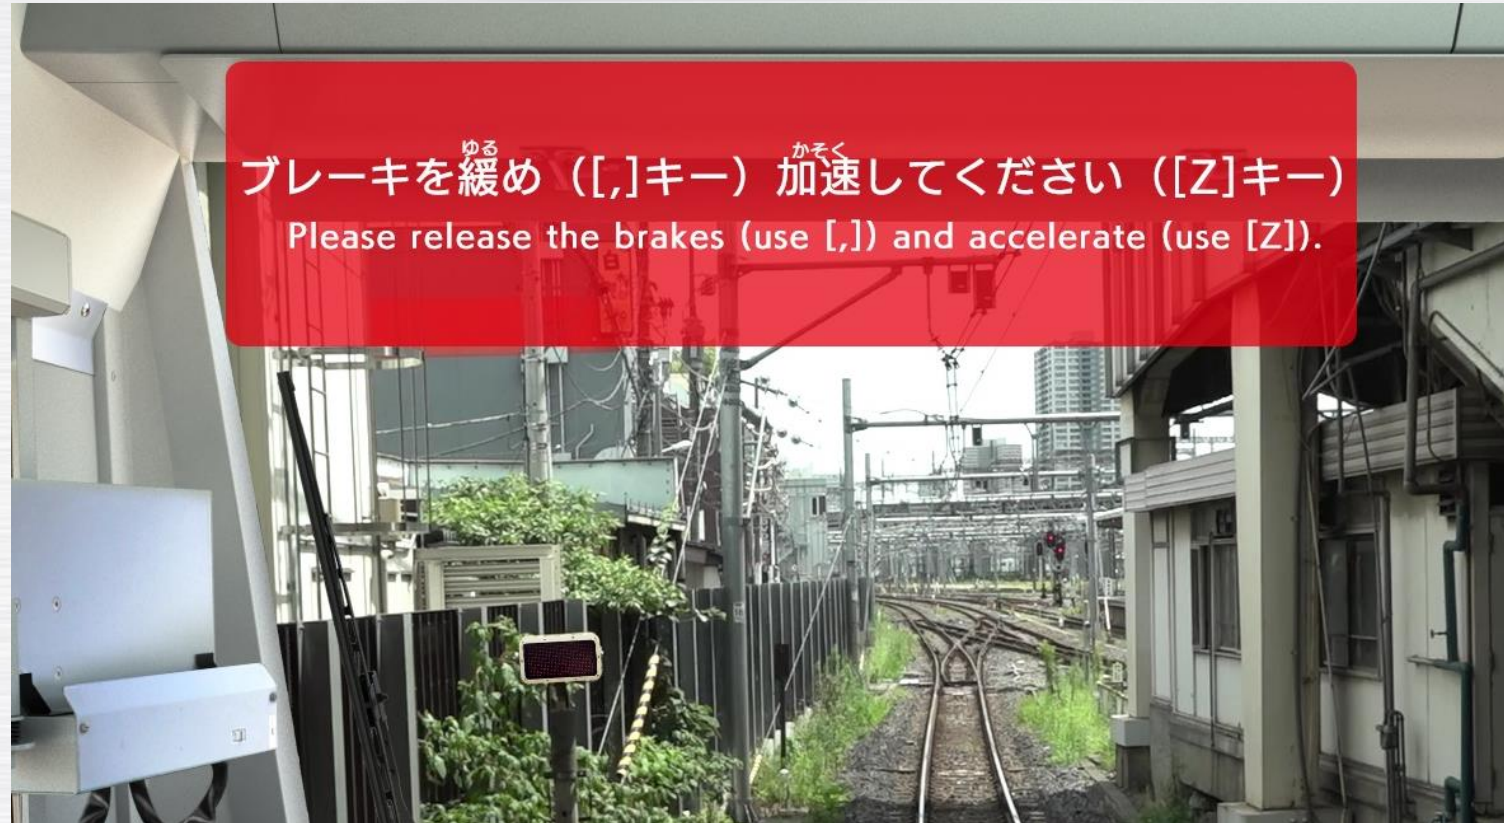 ブレーキを緩め（[,]キー）加速してください（[Z]キー）
Please release the brakes (use [,]) and accelerate (use [Z]).